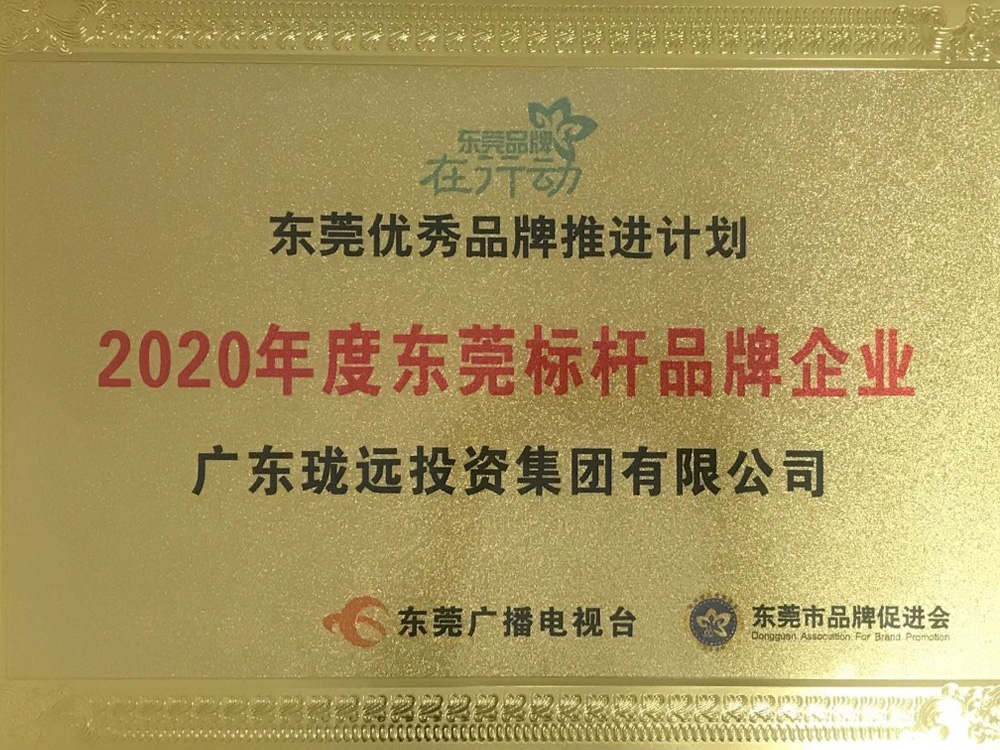 东莞品牌
在行动
东莞优秀品牌推进计划
2020年度东莞标杆品牌企业
广东珑远投资集团有限公司
东莞广播电视台
东莞市品牌促进会
Dongguan Association For Brand Promotion